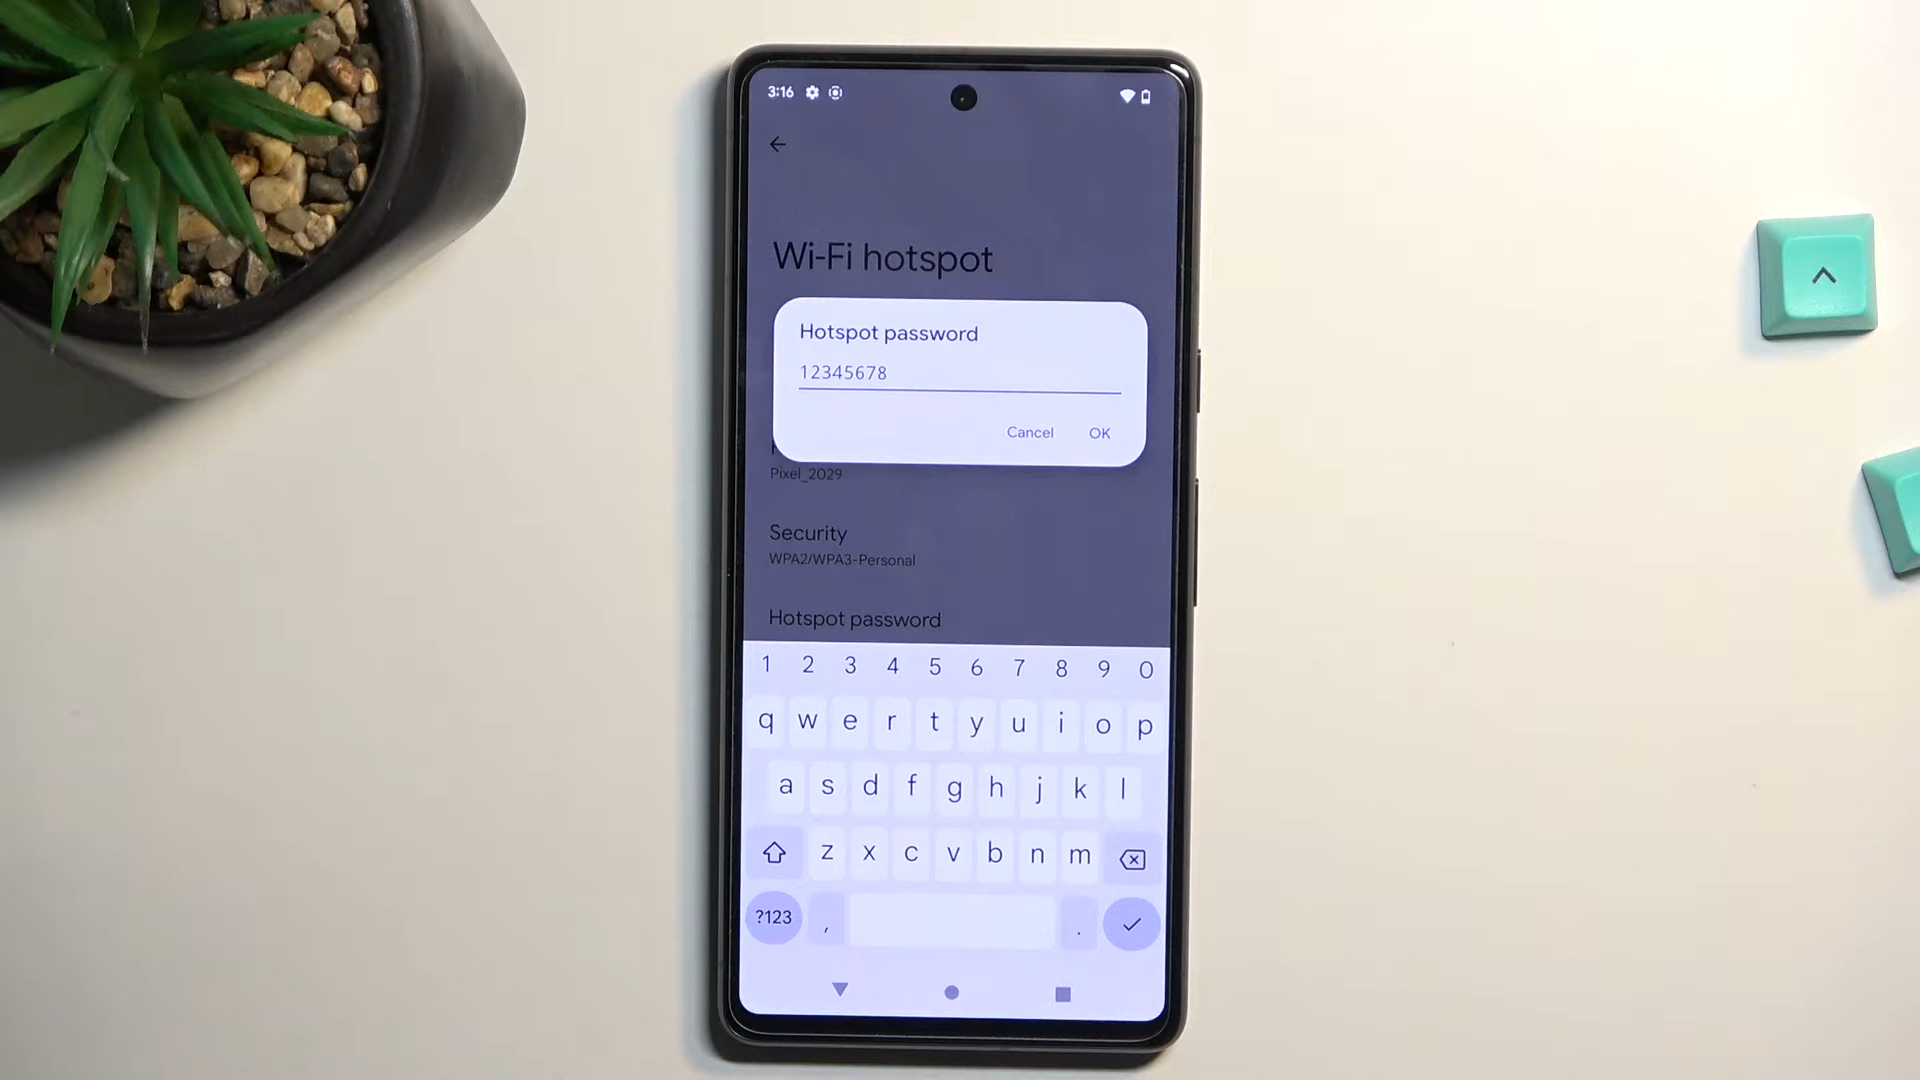 3:16
Wi-Fi hotspot
Hotspot password
12345678
Cancel OK
Pixel_2029
Security
WPA2/WPA3-Personal
Hotspot password
1 2 3 4 5 6 7 8 9 0
q w e r t y u i o p
a s d f g h j k l
z x c v b n m
?123 , .